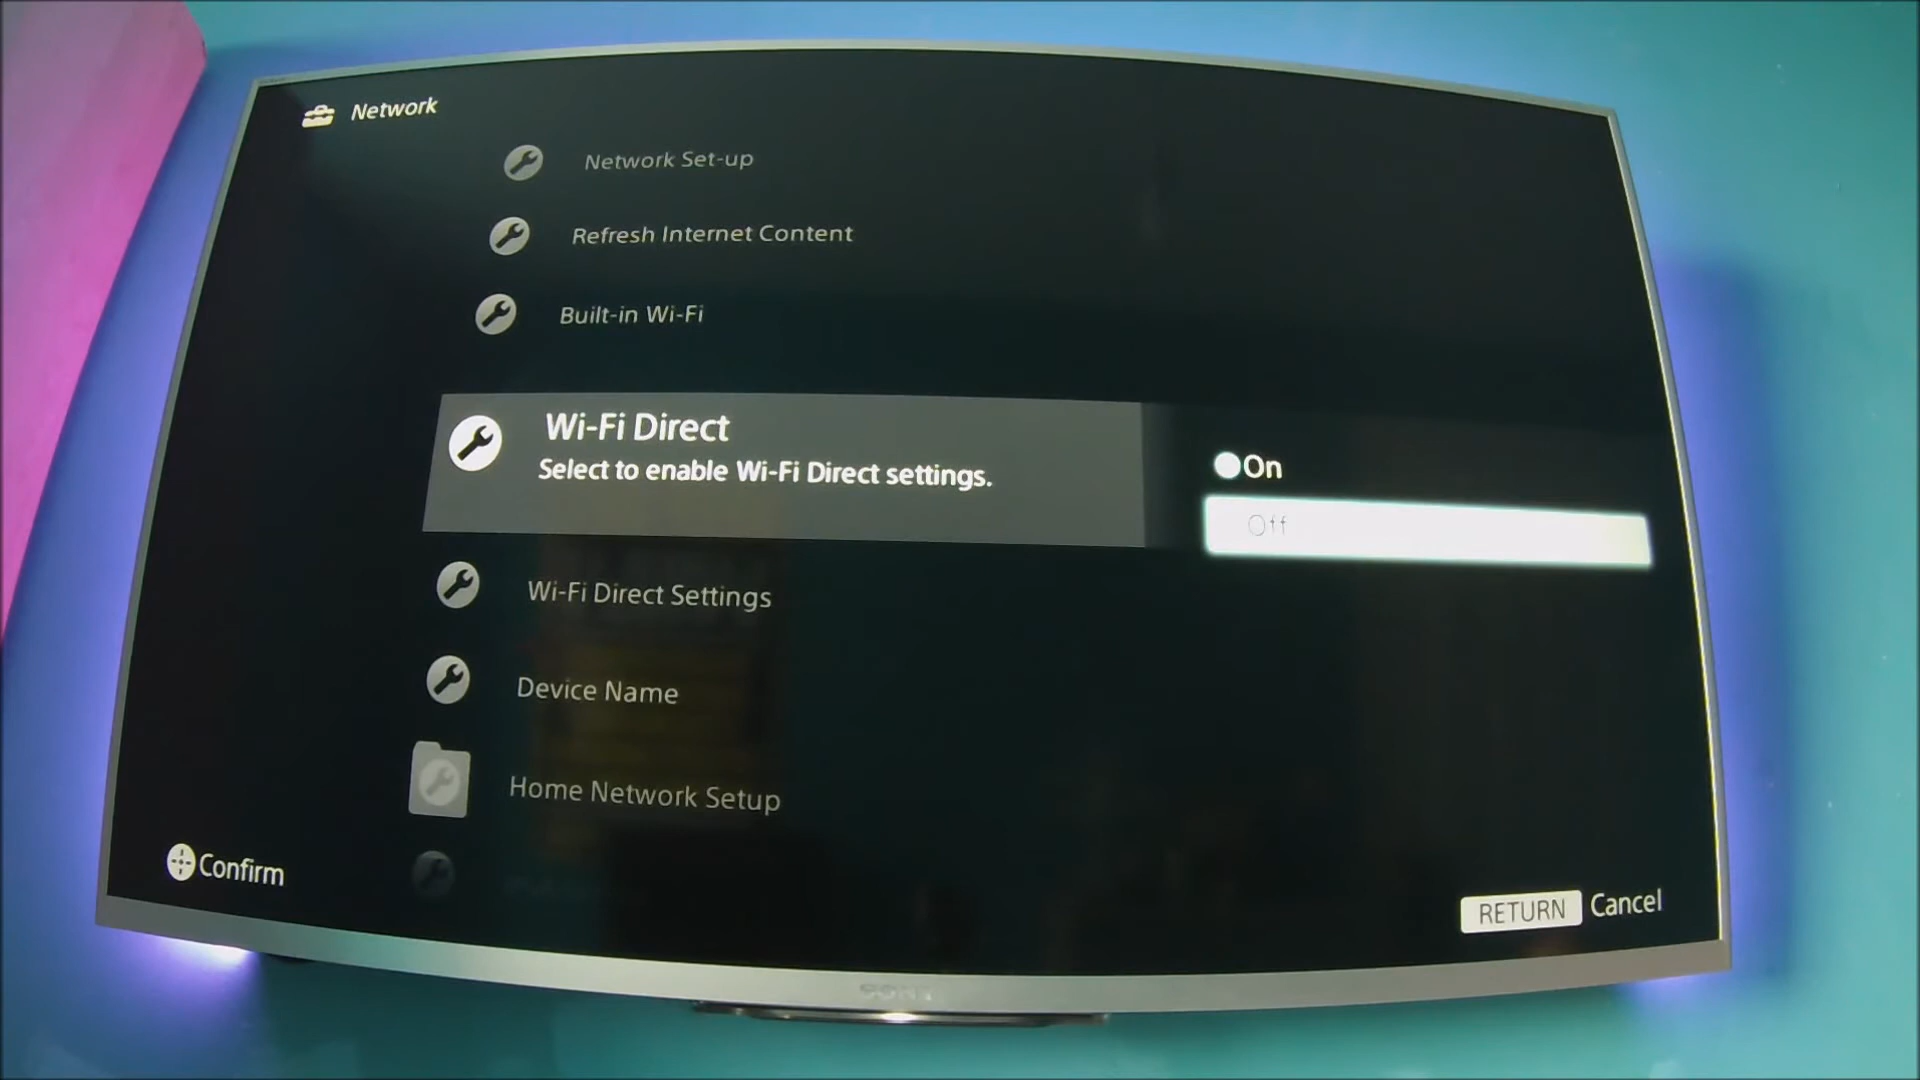 Network
Network Set-up
Refresh Internet Content
Built-in Wi-Fi
Wi-Fi Direct
Select to enable Wi-Fi Direct settings.
On
Off
Wi-Fi Direct Settings
Device Name
Home Network Setup
Confirm
RETURN Cancel
SONY